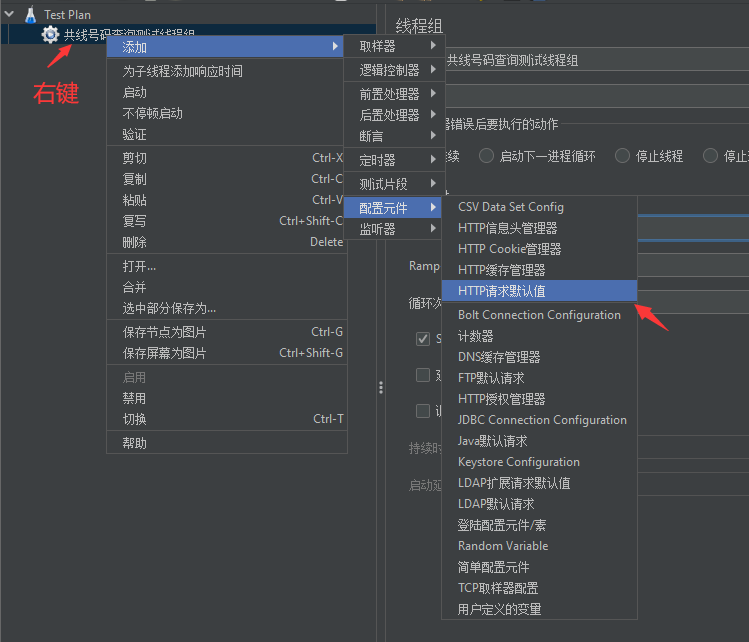 Test Plan
共线号码查询测试线程组
右键
添加
为子线程添加响应时间
启动
不停顿启动
验证
剪切 Ctrl-X
复制 Ctrl-C
粘贴 Ctrl-V
复写 Ctrl+Shift-C
删除 Delete
打开...
合并
选中部分保存为...
保存节点为图片 Ctrl-G
保存屏幕为图片 Ctrl+Shift-G
启用
禁用
切换 Ctrl-T
帮助
取样器
逻辑控制器
前置处理器
后置处理器
断言
定时器
测试片段
配置元件
监听器
CSV Data Set Config
HTTP信息头管理器
HTTP Cookie管理器
HTTP缓存管理器
HTTP请求默认值
Bolt Connection Configuration
计数器
DNS缓存管理器
FTP默认请求
HTTP授权管理器
JDBC Connection Configuration
Java默认请求
Keystore Configuration
LDAP扩展请求默认值
LDAP默认请求
登陆配置元件/素
Random Variable
简单配置元件
TCP取样器配置
用户定义的变量
线程组
共线号码查询测试线程组
器错误后要执行的动作
续 启动下一进程循环 停止线程 停止
Ramp
循环次
S
持续时
启动延